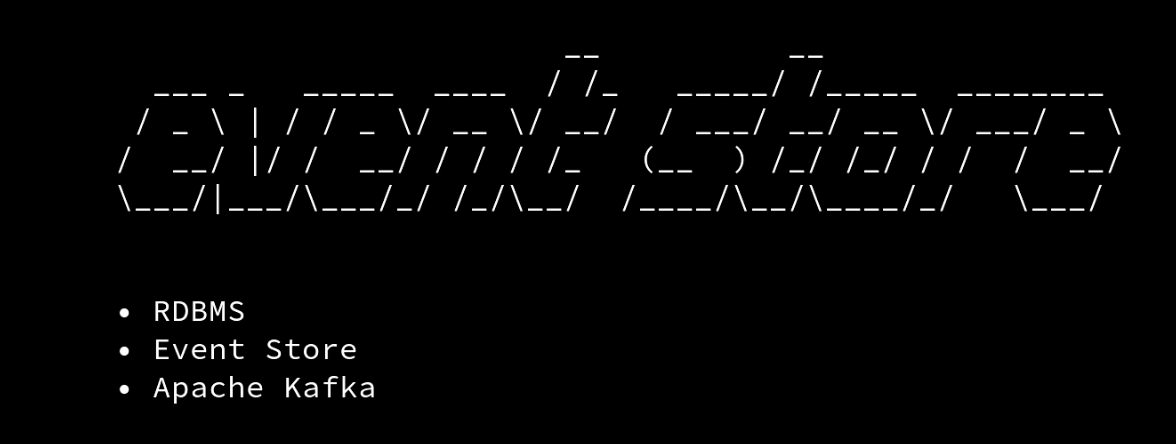 event store
• RDBMS
• Event Store
• Apache Kafka